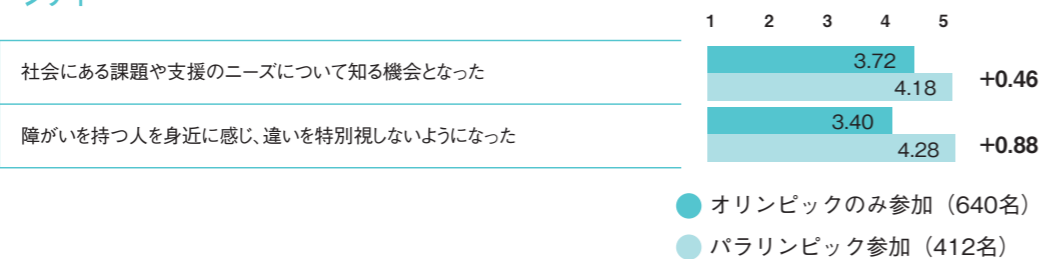 1 2 3 4 5
社会にある課題や支援のニーズについて知る機会となった
3.72
4.18
+0.46
障がいを持つ人を身近に感じ、違いを特別視しないようになった
3.40
4.28
+0.88
オリンピックのみ参加（640名）
パラリンピック参加（412名）